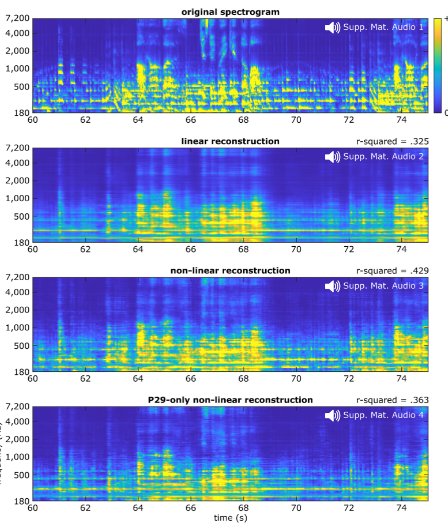 original spectrogram
Supp. Mat. Audio 1
7,200
4,000
2,000
1,000
500
180
60 62 64 66 68 70 72 74
0
linear reconstruction r-squared = .325
Supp. Mat. Audio 2
7,200
4,000
2,000
1,000
500
180
60 62 64 66 68 70 72 74
non-linear reconstruction r-squared = .429
Supp. Mat. Audio 3
7,200
4,000
2,000
1,000
500
180
60 62 64 66 68 70 72 74
P29-only non-linear reconstruction r-squared = .363
Supp. Mat. Audio 4
7,200
4,000
2,000
1,000
500
180
60 62 64 66 68 70 72 74
time (s)